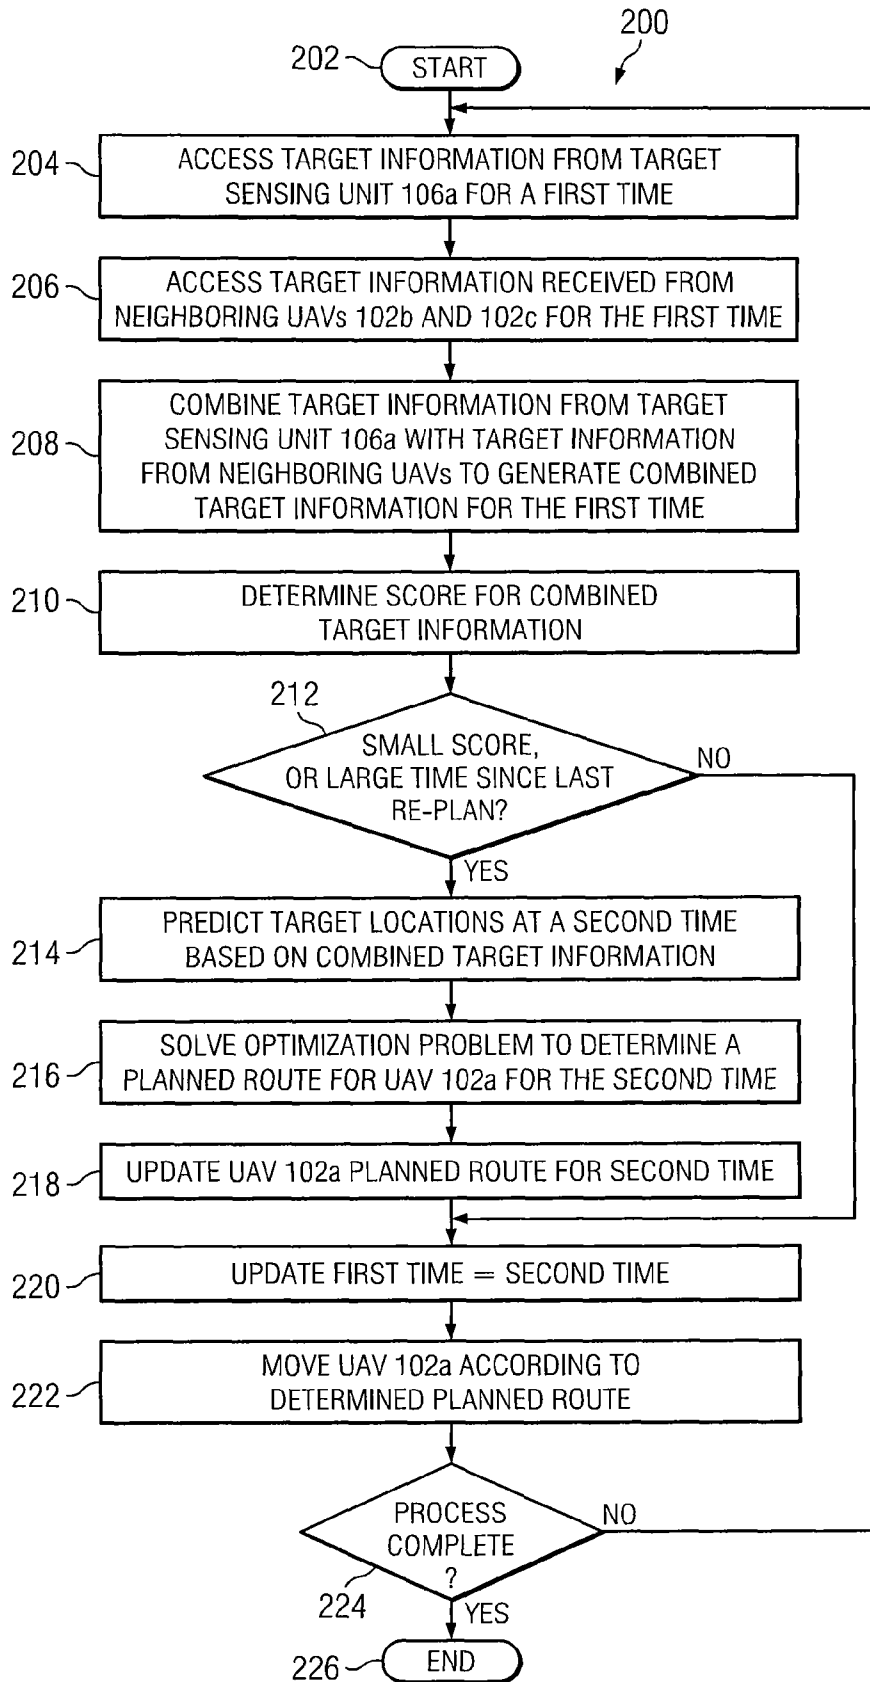 200
202
START
204
ACCESS TARGET INFORMATION FROM TARGET
SENSING UNIT 106a FOR A FIRST TIME
206
ACCESS TARGET INFORMATION RECEIVED FROM
NEIGHBORING UAVs 102b AND 102c FOR THE FIRST TIME
208
COMBINE TARGET INFORMATION FROM TARGET
SENSING UNIT 106a WITH TARGET INFORMATION
FROM NEIGHBORING UAVs TO GENERATE COMBINED
TARGET INFORMATION FOR THE FIRST TIME
210
DETERMINE SCORE FOR COMBINED
TARGET INFORMATION
212
SMALL SCORE,
OR LARGE TIME SINCE LAST
RE-PLAN?
NO
YES
214
PREDICT TARGET LOCATIONS AT A SECOND TIME
BASED ON COMBINED TARGET INFORMATION
216
SOLVE OPTIMIZATION PROBLEM TO DETERMINE A
PLANNED ROUTE FOR UAV 102a FOR THE SECOND TIME
218
UPDATE UAV 102a PLANNED ROUTE FOR SECOND TIME
220
UPDATE FIRST TIME = SECOND TIME
222
MOVE UAV 102a ACCORDING TO
DETERMINED PLANNED ROUTE
PROCESS
COMPLETE
?
NO
224
YES
226
END